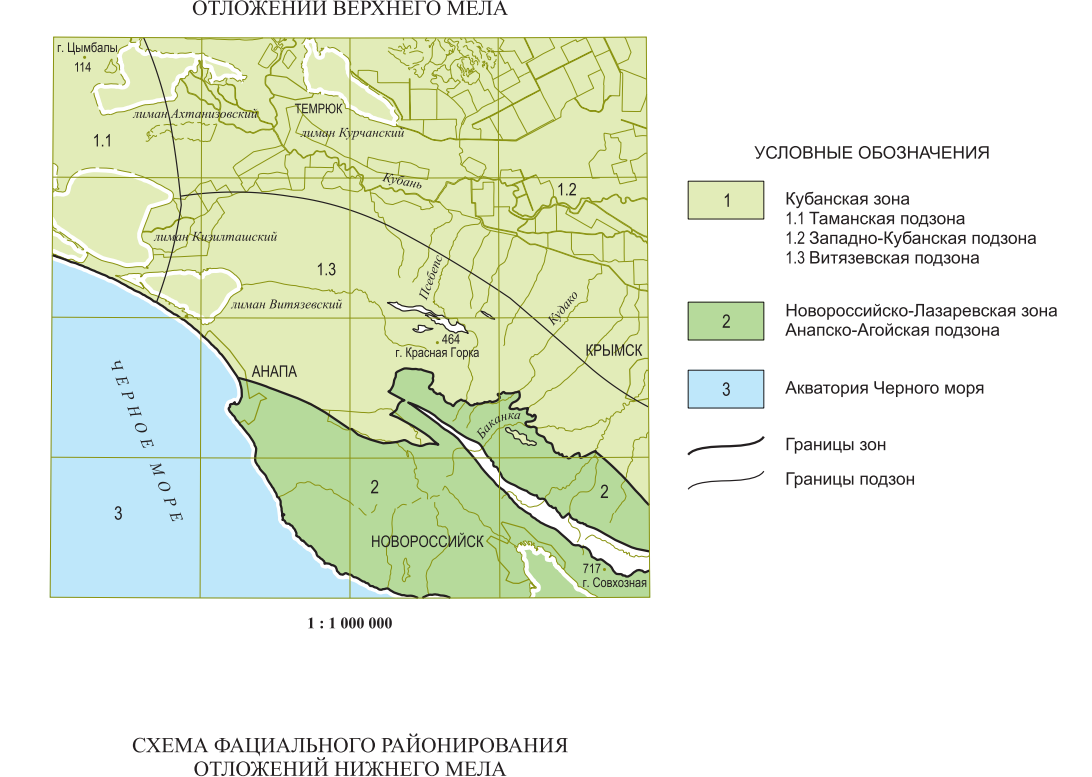 ОТЛОЖЕНИЙ ВЕРХНЕГО МЕЛА
г. Цымбалы
114
ТЕМРЮК
лиман Ахтанизовский
лиман Курчанский
1.1
Кубань
1.2
лиман Кизилташский
1.3
Псебепс
лиман Витязевский
Кудако
464
г. Красная Горка
КРЫМСК
АНАПА
ЧЕРНОЕ МОРЕ
Баканка
2
2
3
НОВОРОССИЙСК
717
г. Совхозная
1 : 1 000 000
УСЛОВНЫЕ ОБОЗНАЧЕНИЯ
1
Кубанская зона
1.1 Таманская подзона
1.2 Западно-Кубанская подзона
1.3 Витязевская подзона
2
Новороссийско-Лазаревская зона
Анапско-Агойская подзона
3
Акватория Черного моря
Границы зон
Границы подзон
СХЕМА ФАЦИАЛЬНОГО РАЙОНИРОВАНИЯ
ОТЛОЖЕНИЙ НИЖНЕГО МЕЛА